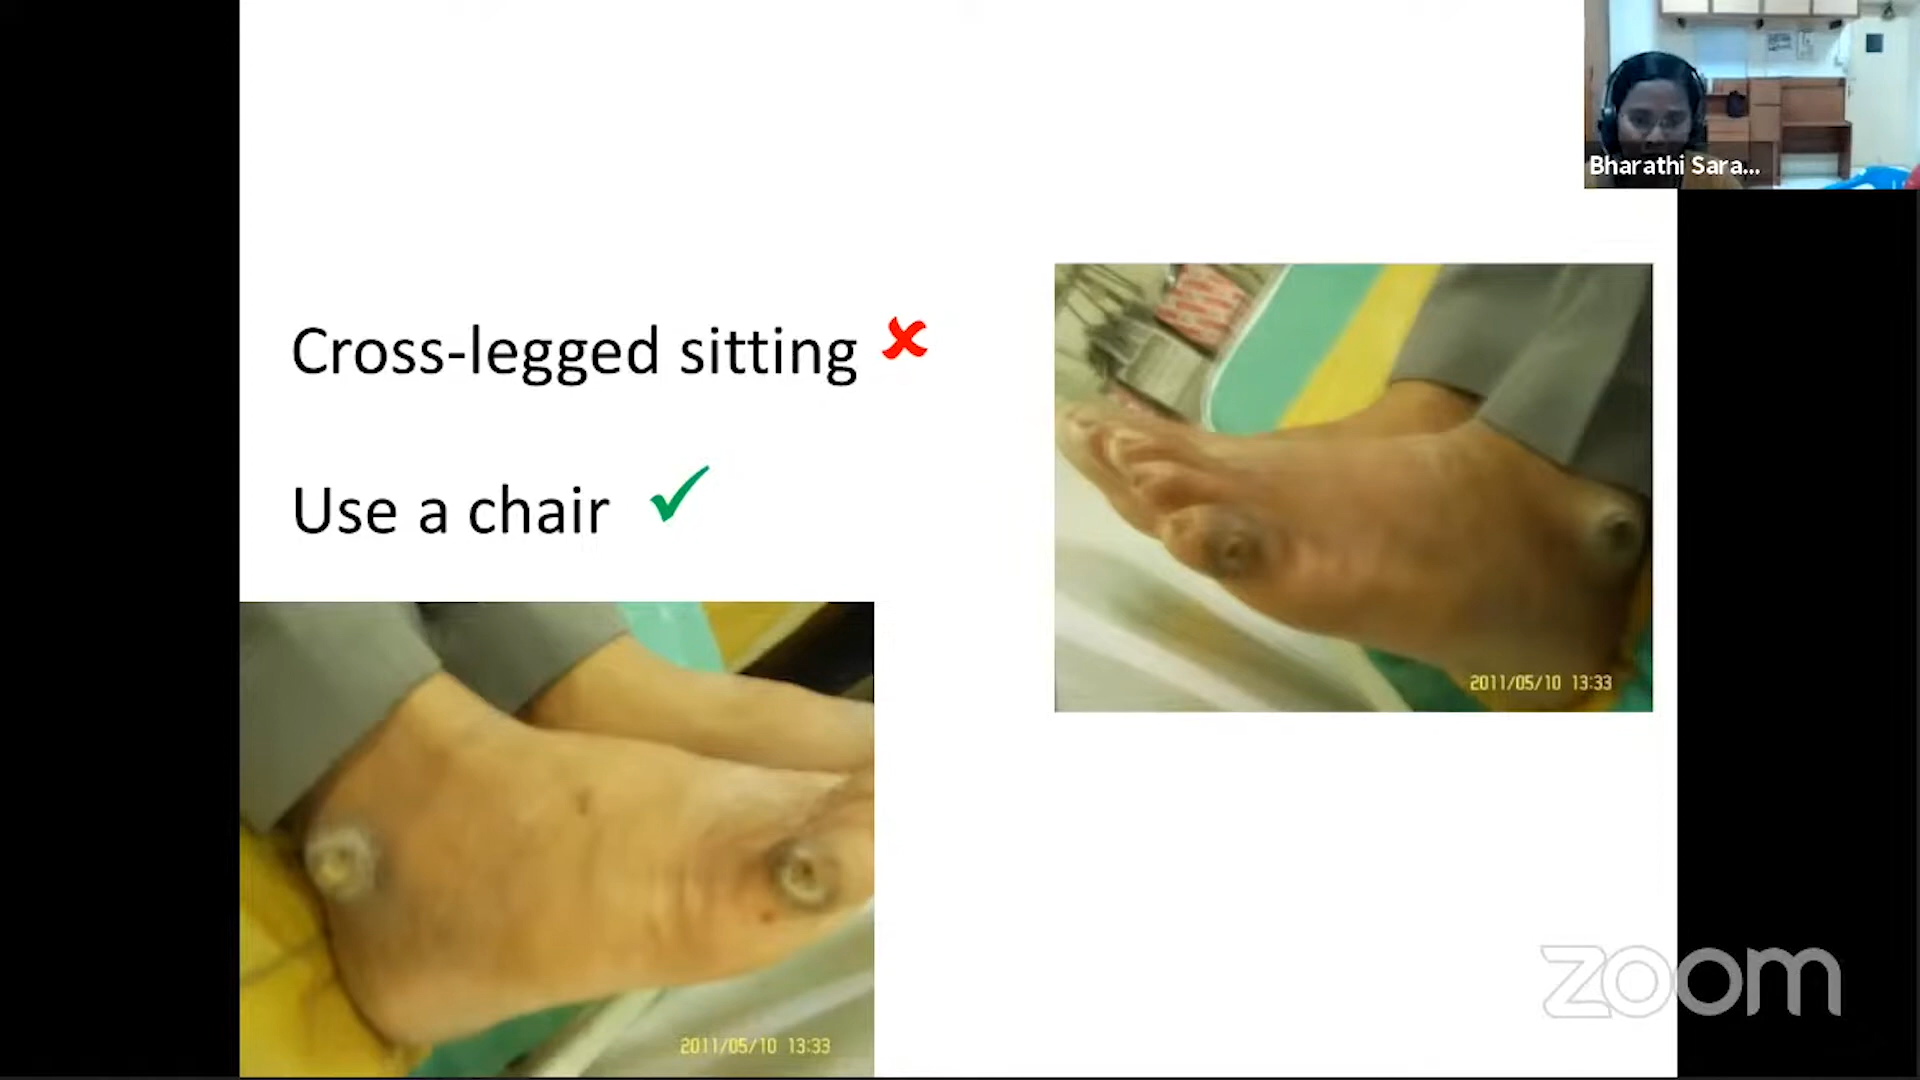 Bharathi Sara...
Cross-legged sitting ✘
Use a chair ✓
2011/05/10 13:33
2011/05/10 13:33
zoom